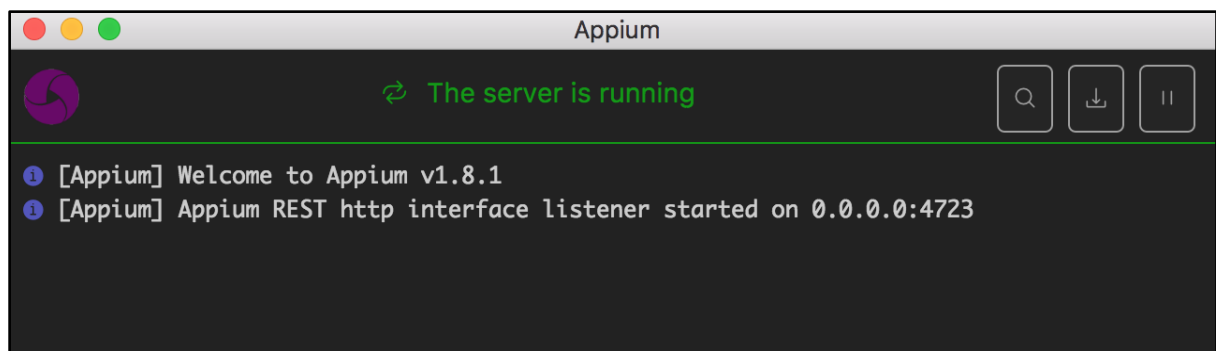 Appium
The server is running
[Appium] Welcome to Appium v1.8.1
[Appium] Appium REST http interface listener started on 0.0.0.0:4723